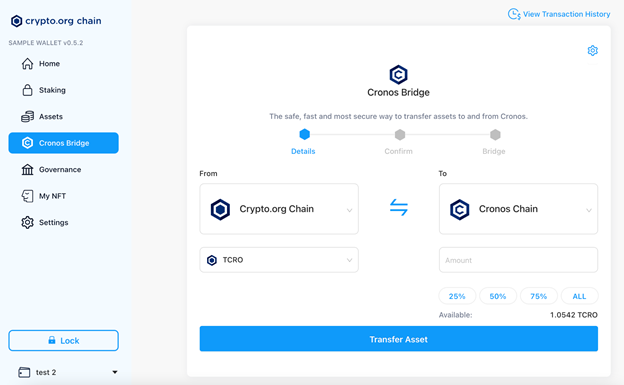 crypto.org chain
View Transaction History
SAMPLE WALLET v0.5.2
Home
Staking
Assets
Cronos Bridge
Governance
My NFT
Settings
Lock
test 2
Cronos Bridge
The safe, fast and most secure way to transfer assets to and from Cronos.
Details Confirm Bridge
From To
Crypto.org Chain Cronos Chain
TCRO Amount
25% 50% 75% ALL
Available: 1.0542 TCRO
Transfer Asset